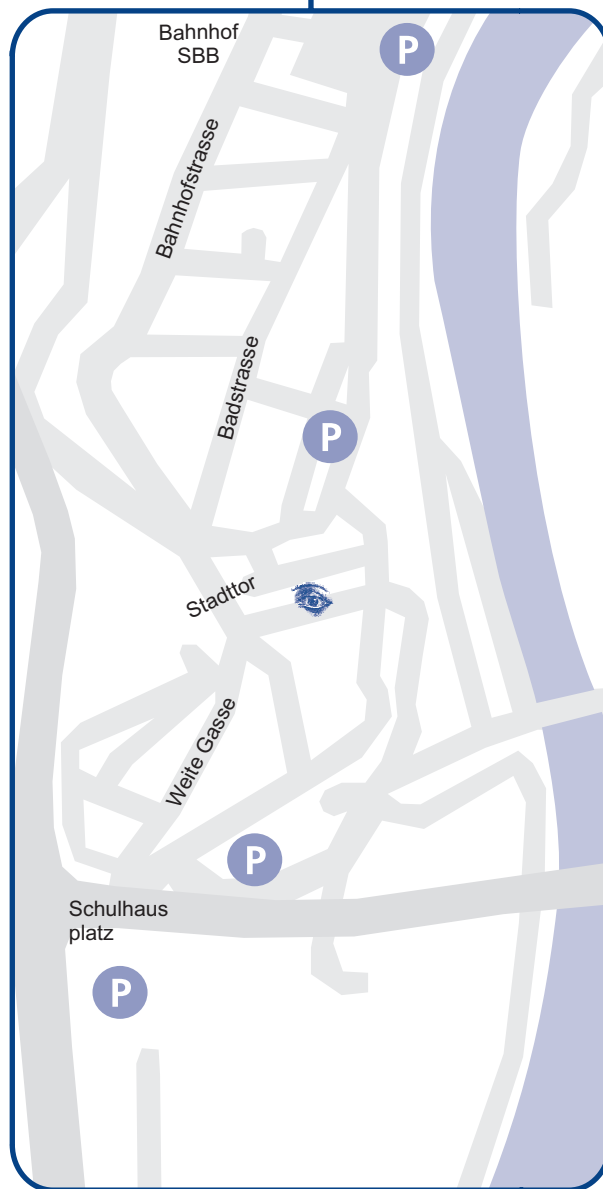 Bahnhof
SBB
P
Bahnhofstrasse
Badstrasse
P
Stadttor
Weite Gasse
P
Schulhaus
platz
P